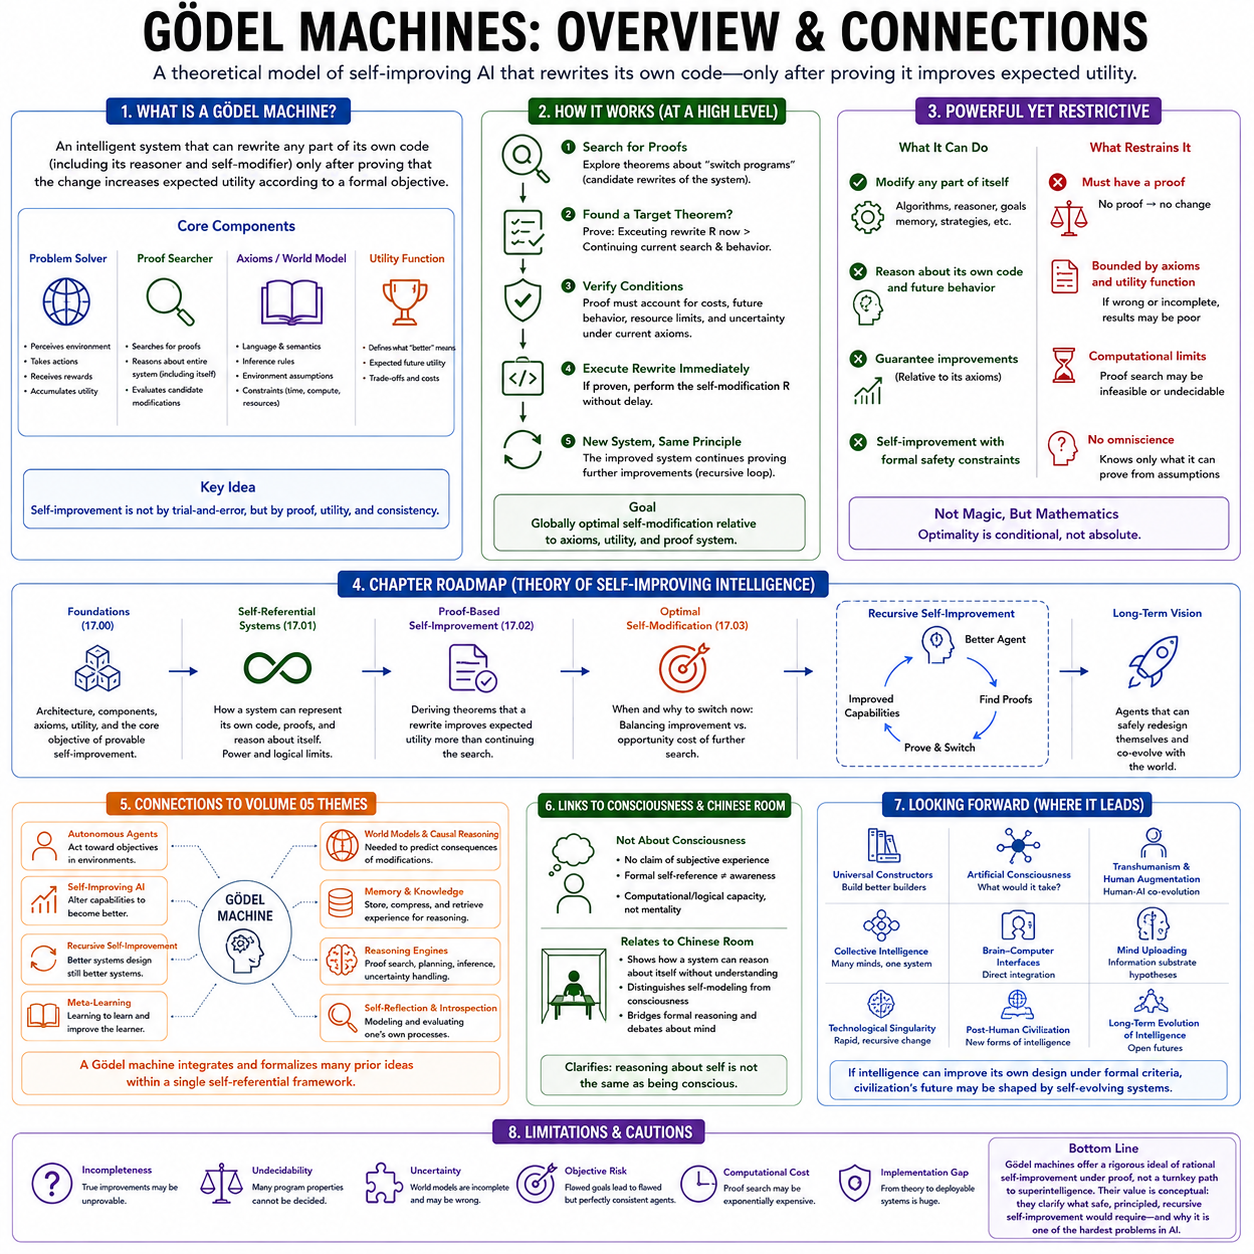 GÖDEL MACHINES: OVERVIEW & CONNECTIONS
A theoretical model of self-improving AI that rewrites its own code—only after proving it improves expected utility.
1. WHAT IS A GÖDEL MACHINE?
An intelligent system that can rewrite any part of its own code
(including its reasoner and self-modifier) only after proving that
the change increases expected utility according to a formal objective.
Core Components
Problem Solver
• Perceives environment
• Takes actions
• Receives rewards
• Accumulates utility
Proof Searcher
• Searches for proofs
• Reasons about entire
system (including itself)
• Evaluates candidate
modifications
Axioms / World Model
• Language & semantics
• Inference rules
• Environment assumptions
• Constraints (time, compute,
resources)
Utility Function
• Defines what "better" means
• Expected future utility
• Trade-offs and costs
Key Idea
Self-improvement is not by trial-and-error, but by proof, utility, and consistency.
2. HOW IT WORKS (AT A HIGH LEVEL)
1 Search for Proofs
Explore theorems about "switch programs"
(candidate rewrites of the system).
2 Found a Target Theorem?
Prove: Exceuting rewrite R now >
Continuing current search & behavior.
3 Verify Conditions
Proof must account for costs, future
behavior, resource limits, and uncertainty
under current axioms.
</>
4 Execute Rewrite Immediately
If proven, perform the self-modification R
without delay.
5 New System, Same Principle
The improved system continues proving
further improvements (recursive loop).
Goal
Globally optimal self-modification relative
to axioms, utility, and proof system.
3. POWERFUL YET RESTRICTIVE
What It Can Do
Modify any part of itself
Algorithms, reasoner, goals
memory, strategies, etc.
Reason about its own code
and future behavior
Guarantee improvements
(Relative to its axioms)
Self-improvement with
formal safety constraints
What Restrains It
Must have a proof
No proof → no change
Bounded by axioms
and utility function
If wrong or incomplete,
results may be poor
Computational limits
Proof search may be
infeasible or undecidable
?
No omniscience
Knows only what it can
prove from assumptions
Not Magic, But Mathematics
Optimality is conditional, not absolute.
4. CHAPTER ROADMAP (THEORY OF SELF-IMPROVING INTELLIGENCE)
Foundations
(17.00)
Architecture, components,
axioms, utility, and the core
objective of provable
self-improvement.
Self-Referential
Systems (17.01)
How a system can represent
its own code, proofs, and
reason about itself.
Power and logical limits.
Proof-Based
Self-Improvement (17.02)
Deriving theorems that a
rewrite improves expected
utility more than continuing
the search.
Optimal
Self-Modification (17.03)
When and why to switch now:
Balancing improvement vs.
opportunity cost of further
search.
Recursive Self-Improvement
Better Agent
Find Proofs
Prove & Switch
Improved
Capabilities
Long-Term Vision
Agents that can
safely redesign
themselves and
co-evolve with
the world.
5. CONNECTIONS TO VOLUME 05 THEMES
Autonomous Agents
Act toward objectives
in environments.
Self-Improving AI
Alter capabilities to
become better.
Recursive Self-Improvement
Better systems design
still better systems.
Meta-Learning
Learning to learn and
improve the learner.
GÖDEL
MACHINE
World Models & Causal Reasoning
Needed to predict consequences
of modifications.
Memory & Knowledge
Store, compress, and retrieve
experience for reasoning.
Reasoning Engines
Proof search, planning, inference,
uncertainty handling.
Self-Reflection & Introspection
Modeling and evaluating
one's own processes.
A Gödel machine integrates and formalizes many prior ideas
within a single self-referential framework.
6. LINKS TO CONSCIOUSNESS & CHINESE ROOM
Not About Consciousness
• No claim of subjective experience
• Formal self-reference ≠ awareness
• Computational/logical capacity,
not mentality
Relates to Chinese Room
• Shows how a system can reason
about itself without understanding
• Distinguishes self-modeling from
consciousness
• Bridges formal reasoning and
debates about mind
Clarifies: reasoning about self is not
the same as being conscious.
7. LOOKING FORWARD (WHERE IT LEADS)
Universal Constructors
Build better builders
Artificial Consciousness
What would it take?
Transhumanism &
Human Augmentation
Human-AI co-evolution
Collective Intelligence
Many minds, one system
Brain–Computer
Interfaces
Direct integration
Mind Uploading
Information substrate
hypotheses
Technological Singularity
Rapid, recursive change
Post-Human Civilization
New forms of intelligence
Long-Term Evolution
of Intelligence
Open futures
If intelligence can improve its own design under formal criteria,
civilization's future may be shaped by self-evolving systems.
8. LIMITATIONS & CAUTIONS
?
Incompleteness
True improvements may be
unprovable.
Undecidability
Many program properties
cannot be decided.
Uncertainty
World models are incomplete
and may be wrong.
Objective Risk
Flawed goals lead to flawed
but perfectly consistent agents.
Computational Cost
Proof search may be
exponentially expensive.
Implementation Gap
From theory to deployable
systems is huge.
Bottom Line
Gödel machines offer a rigorous ideal of rational
self-improvement under proof, not a turnkey path
to superintelligence. Their value is conceptual:
they clarify what safe, principled, recursive
self-improvement would require—and why it is
one of the hardest problems in AI.